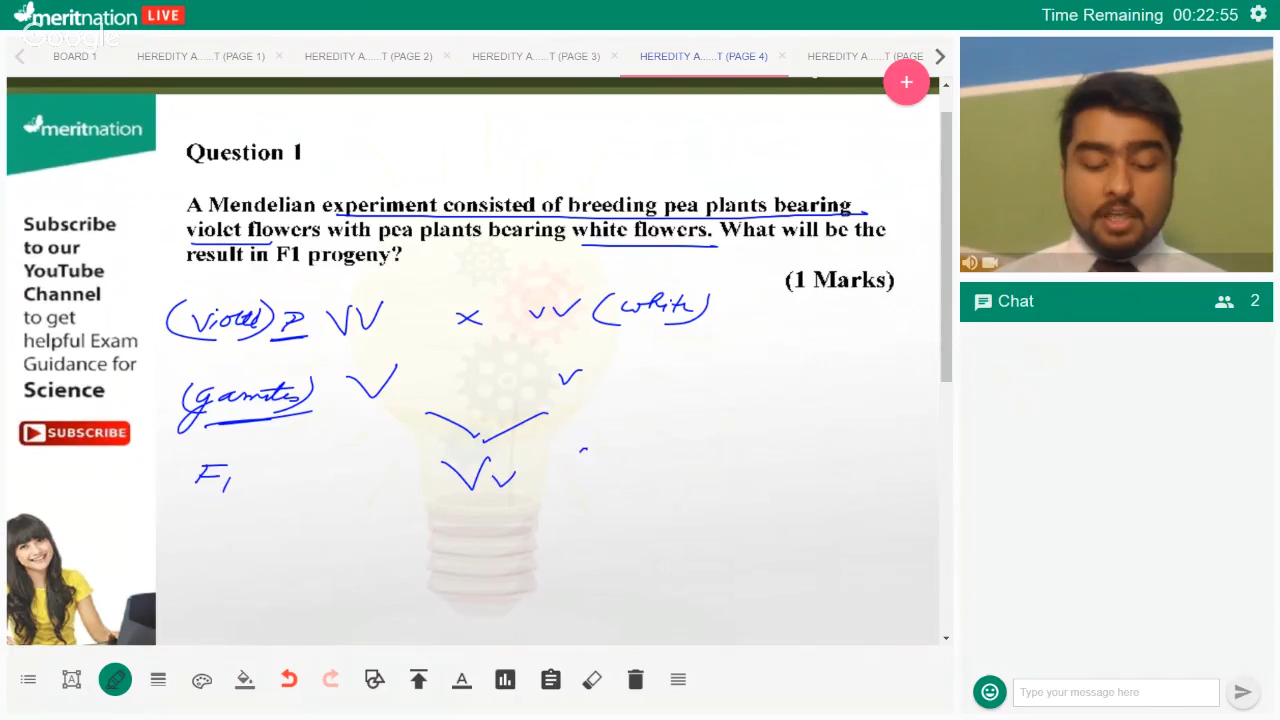 meritnation LIVE
Google
Time Remaining 00:22:55
BOARD 1
HEREDITY A......T (PAGE 1) ×
HEREDITY A......T (PAGE 2) ×
HEREDITY A......T (PAGE 3) ×
HEREDITY A......T (PAGE 4) ×
HEREDITY A......T (PAGE
+
meritnation
Subscribe
to our
YouTube
Channel
to get
helpful Exam
Guidance for
Science
SUBSCRIBE
Question 1
A Mendelian experiment consisted of breeding pea plants bearing
violet flowers with pea plants bearing white flowers. What will be the
result in F1 progeny?
(1 Marks)
(violet) P VV × vv (white)
(gametes) V v
F1 Vv
Chat 2
A
A
Type your message here